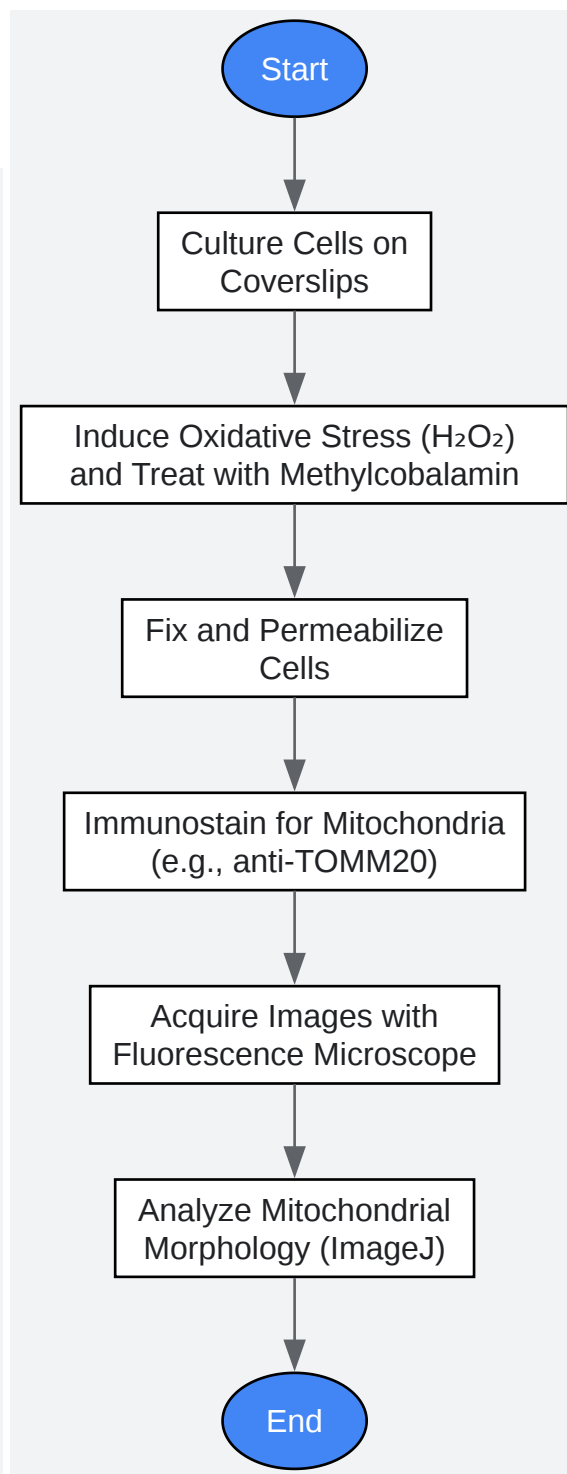 Start
Culture Cells on
Coverslips
Induce Oxidative Stress (H₂O₂)
and Treat with Methylcobalamin
Fix and Permeabilize
Cells
Immunostain for Mitochondria
(e.g., anti-TOMM20)
Acquire Images with
Fluorescence Microscope
Analyze Mitochondrial
Morphology (ImageJ)
End